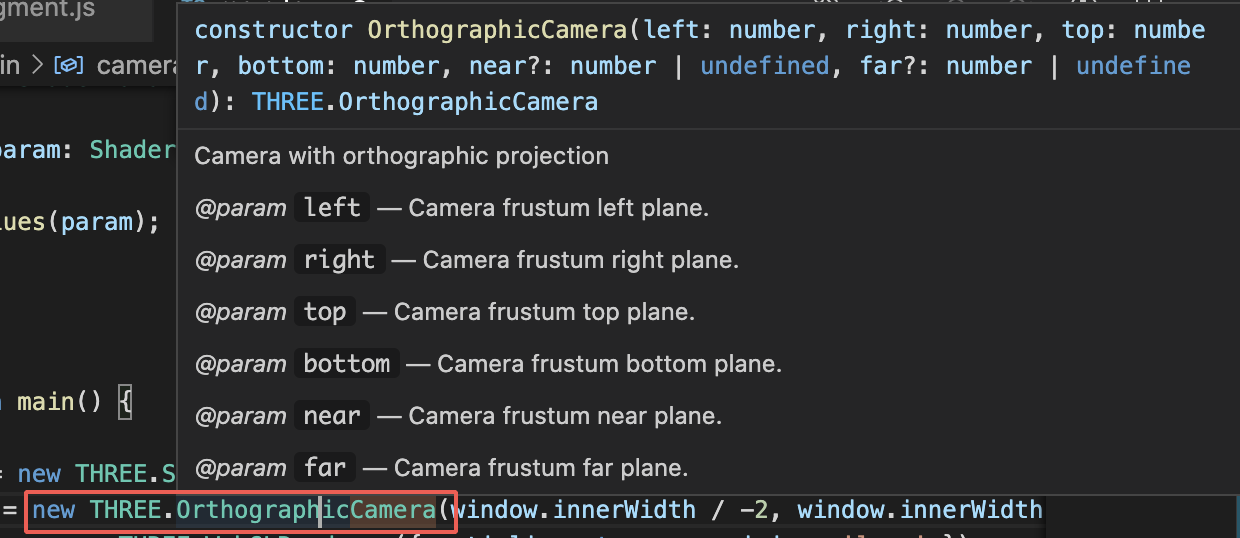 gment.js
constructor OrthographicCamera(left: number, right: number, top: numbe
r, bottom: number, near?: number | undefined, far?: number | undefine
d): THREE.OrthographicCamera
in > camera
Camera with orthographic projection
param: Shader
@param left — Camera frustum left plane.
lues(param);
@param right — Camera frustum right plane.
@param top — Camera frustum top plane.
@param bottom — Camera frustum bottom plane.
main() {
@param near — Camera frustum near plane.
@param far — Camera frustum far plane.
= new THREE.S
= new THREE.OrthographicCamera(window.innerWidth / -2, window.innerWidth